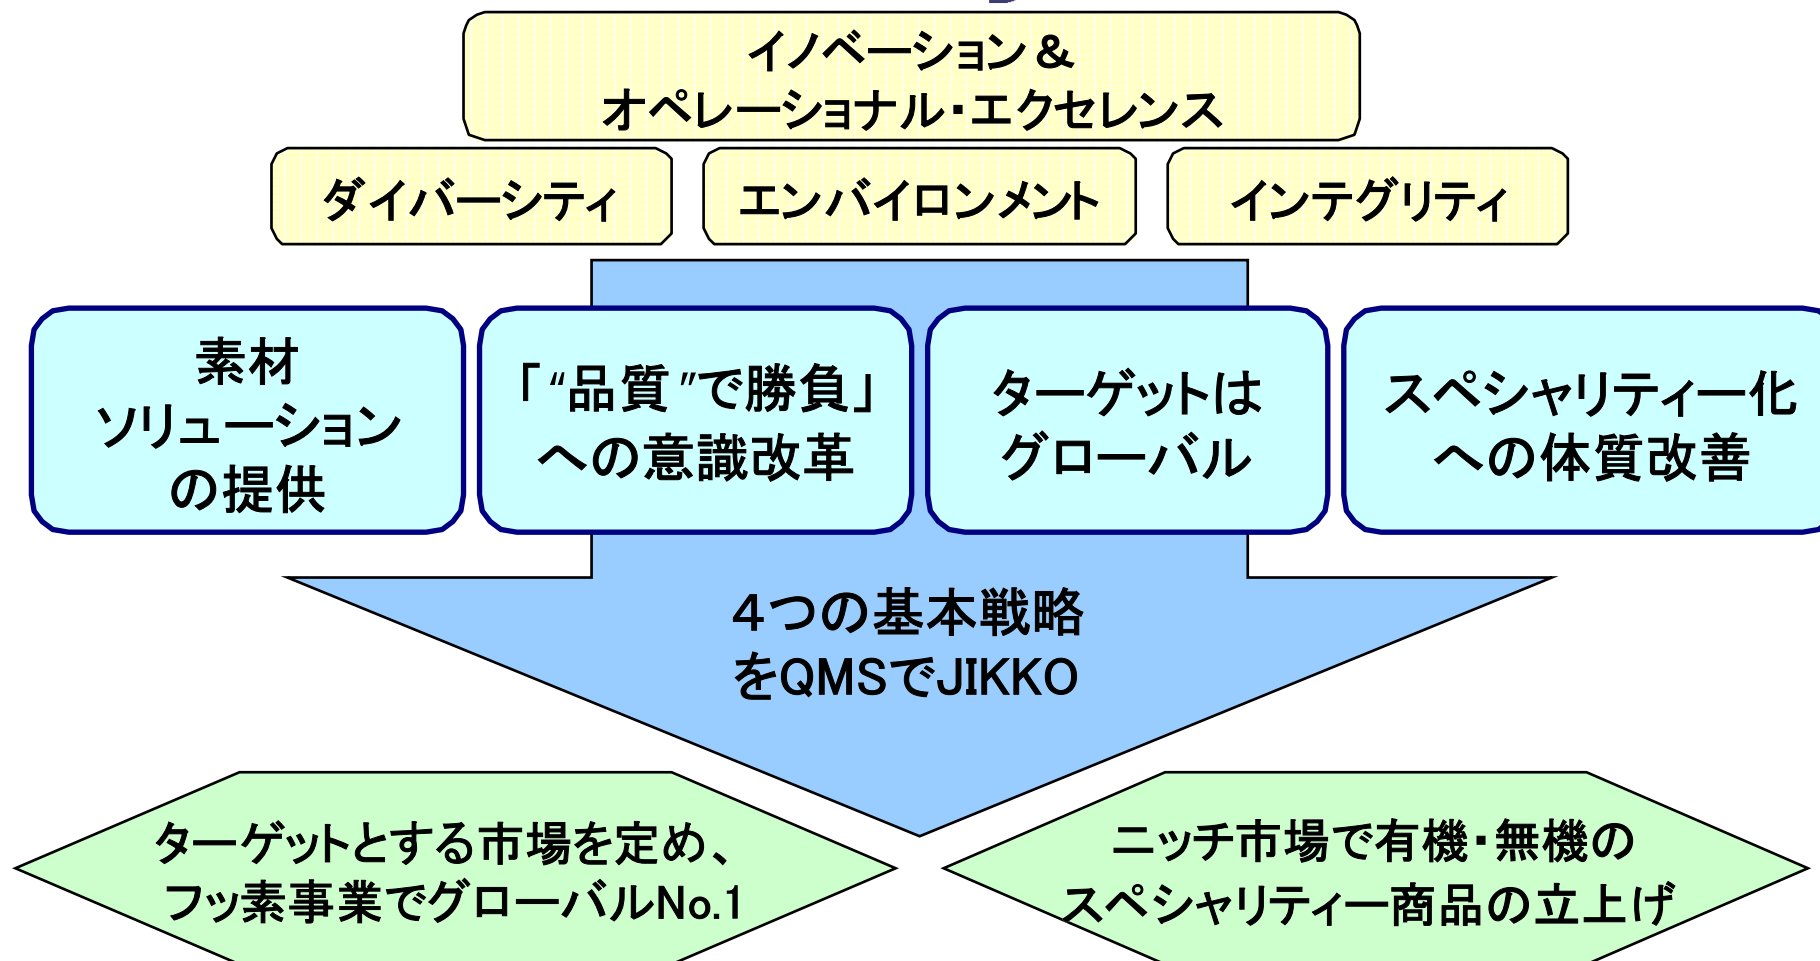 イノベーション＆
オペレーショナル・エクセレンス
ダイバーシティ
エンバイロンメント
インテグリティ
素材
ソリューション
の提供
「“品質”で勝負」
への意識改革
ターゲットは
グローバル
スペシャリティー化
への体質改善
４つの基本戦略
をQMSでJIKKO
ターゲットとする市場を定め、
フッ素事業でグローバルNo.1
ニッチ市場で有機・無機の
スペシャリティー商品の立上げ